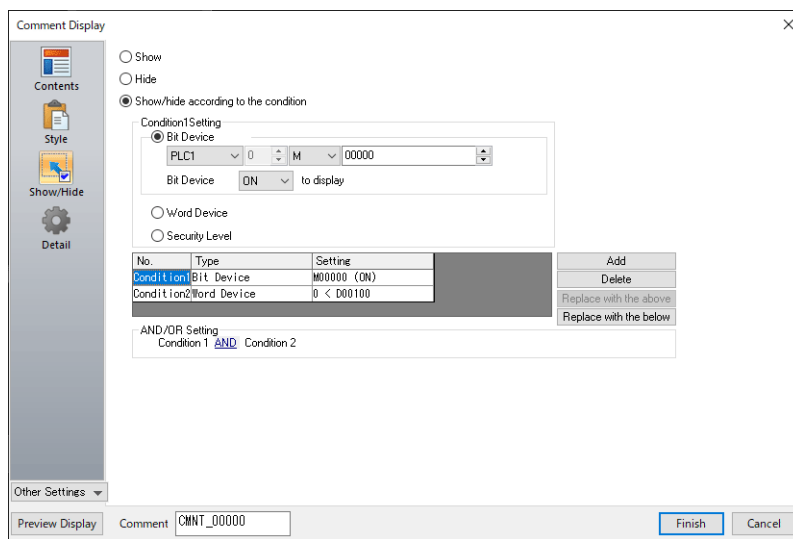 Comment Display
Contents
Style
Show/Hide
Detail
Show
Hide
Show/hide according to the condition
Condition1Setting
Bit Device
PLC1 0 M 00000
Bit Device ON to display
Word Device
Security Level
No. Type Setting
Condition1 Bit Device M00000 (ON)
Condition2 Word Device 0 < D00100
Add
Delete
Replace with the above
Replace with the below
AND/OR Setting
Condition 1 AND Condition 2
Other Settings
Preview Display Comment CMNT_00000 Finish Cancel